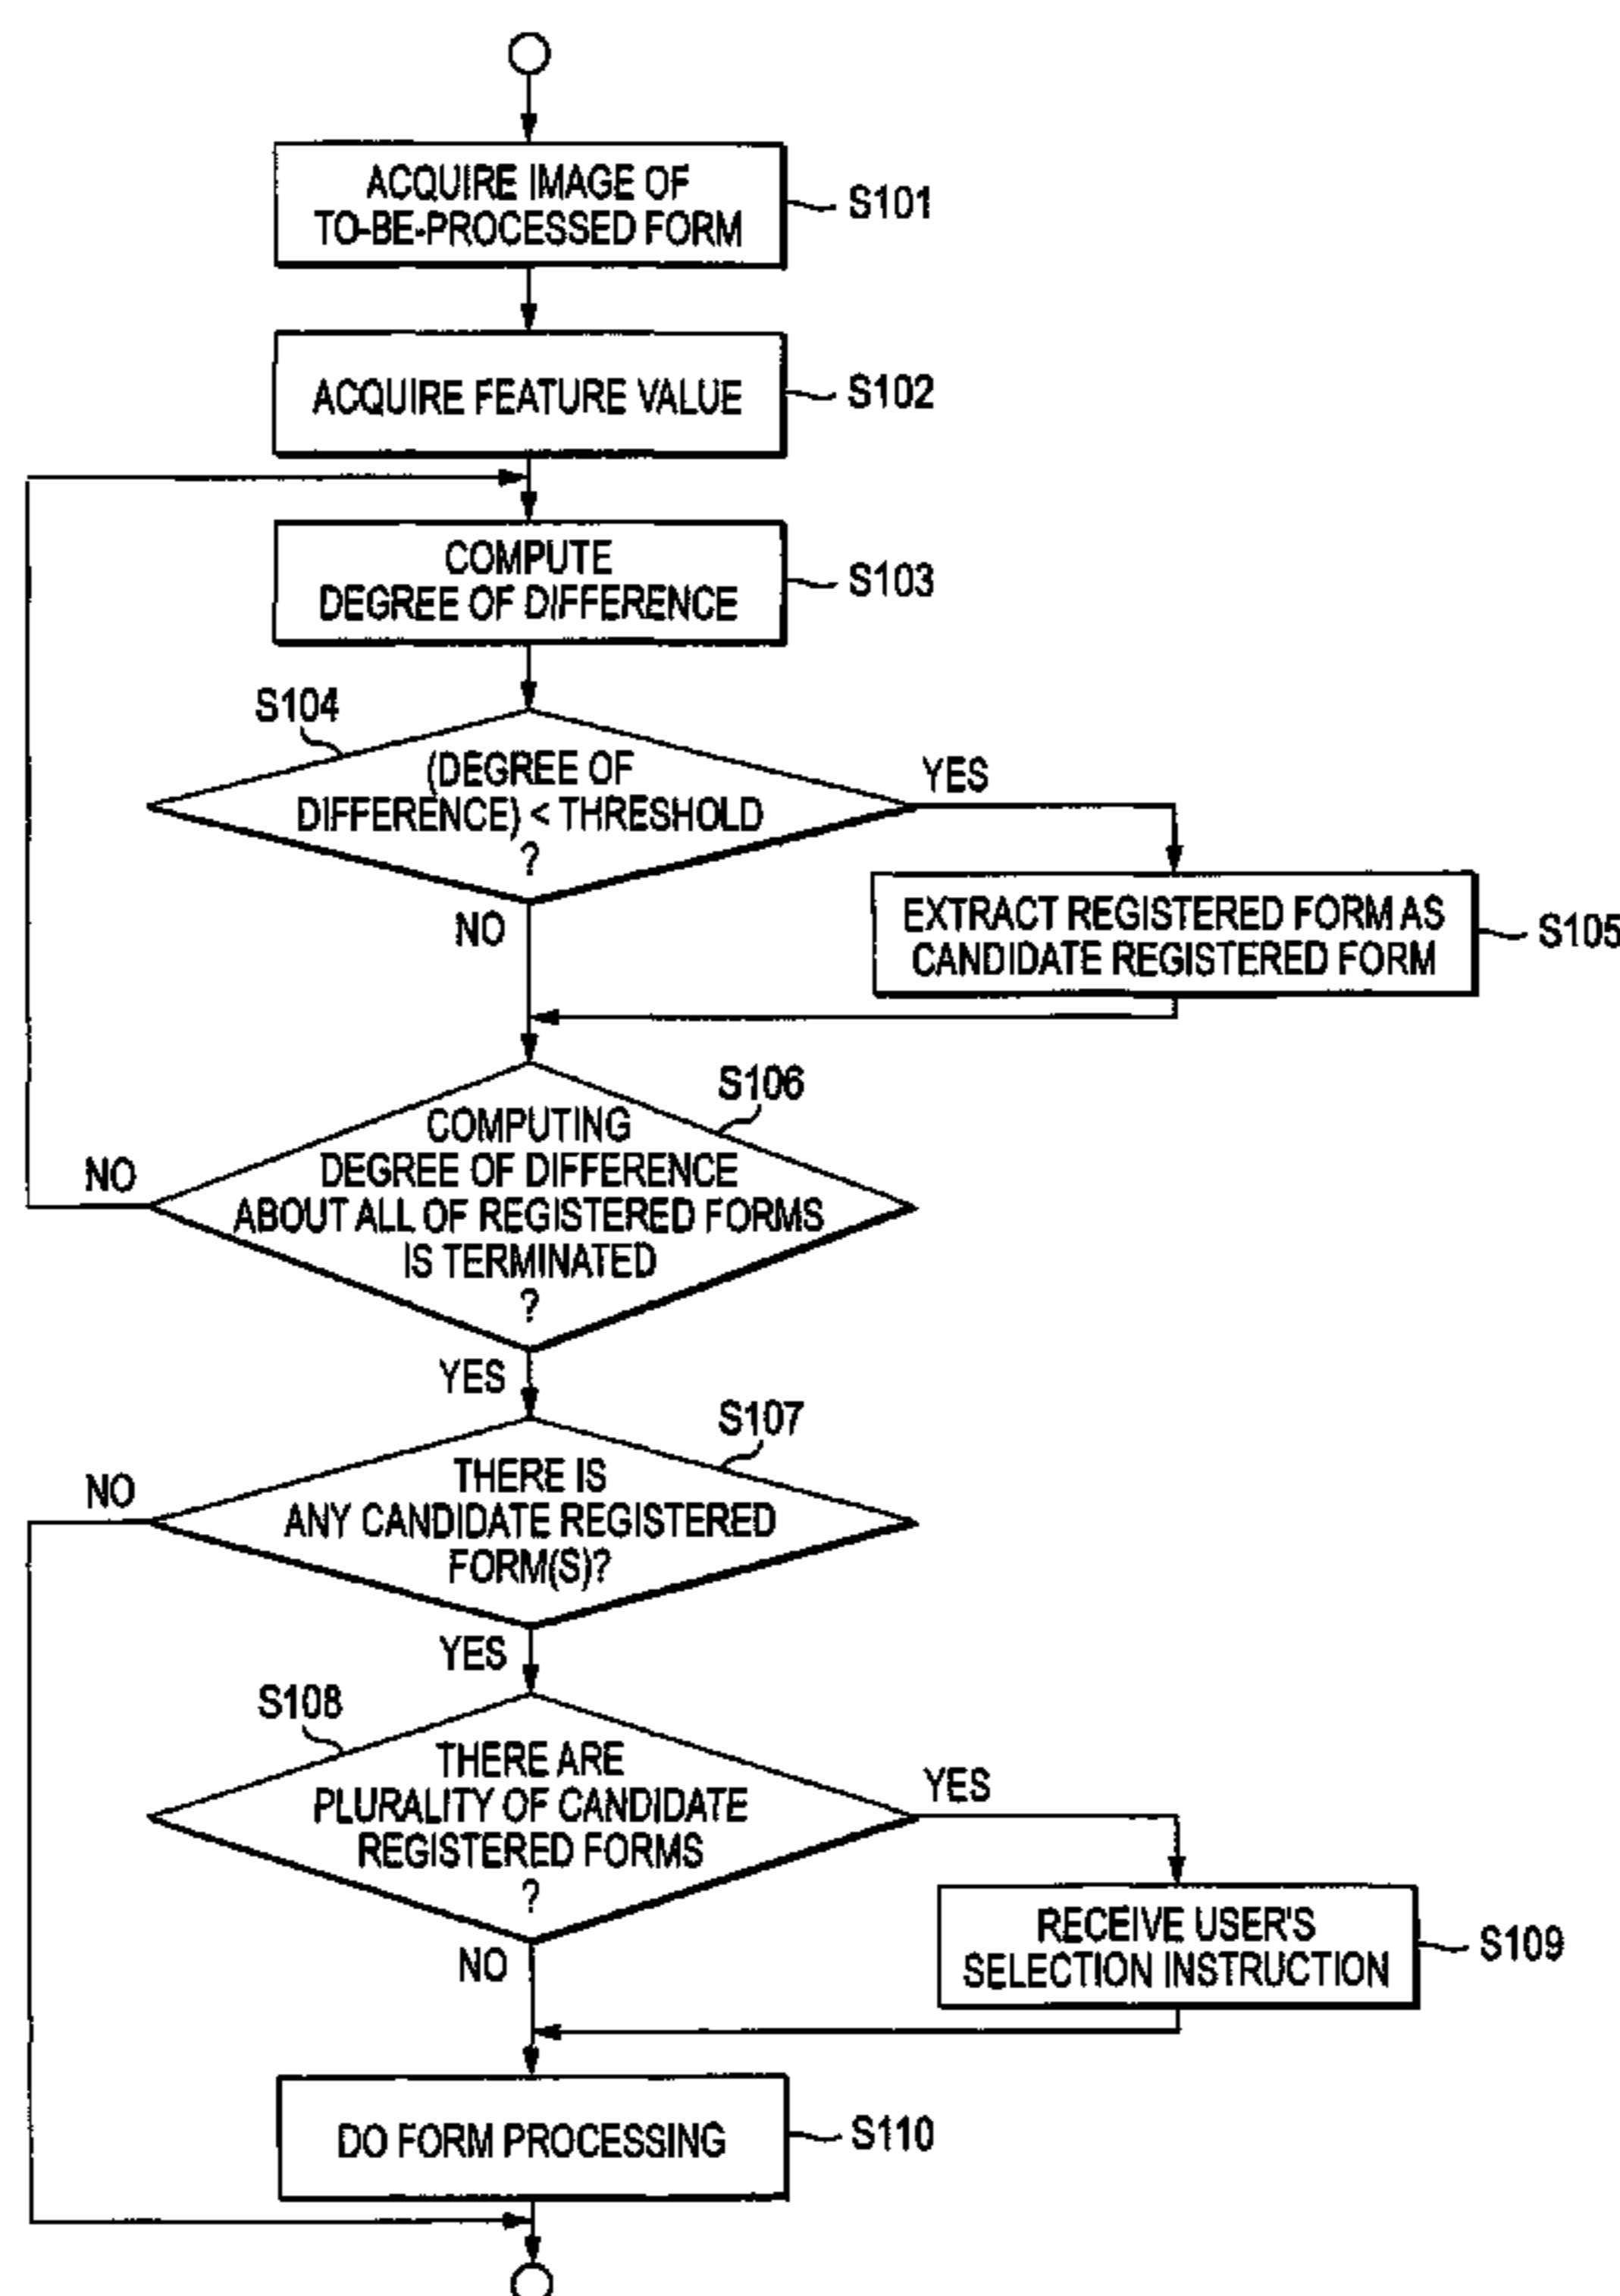 ACQUIRE IMAGE OF
TO-BE-PROCESSED FORM
S101
ACQUIRE FEATURE VALUE
S102
COMPUTE
DEGREE OF DIFFERENCE
S103
S104
(DEGREE OF
DIFFERENCE) < THRESHOLD
?
YES
NO
EXTRACT REGISTERED FORM AS
CANDIDATE REGISTERED FORM
S105
S106
COMPUTING
DEGREE OF DIFFERENCE
ABOUT ALL OF REGISTERED FORMS
IS TERMINATED
?
NO
YES
S107
THERE IS
ANY CANDIDATE REGISTERED
FORM(S)?
NO
YES
S108
THERE ARE
PLURALITY OF CANDIDATE
REGISTERED FORMS
?
YES
NO
RECEIVE USER'S
SELECTION INSTRUCTION
S109
DO FORM PROCESSING
S110